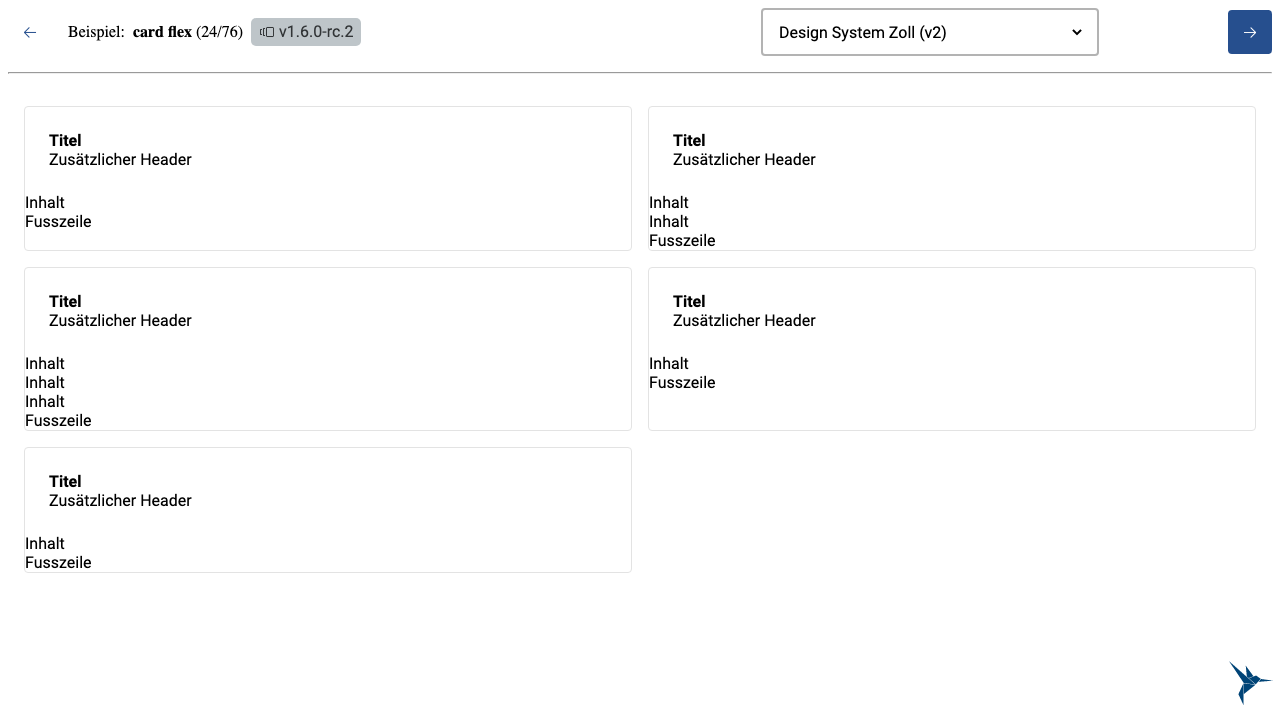 Beispiel: card flex (24/76) v1.6.0-rc.2 Design System Zoll (v2)
Titel
Zusätzlicher Header
Inhalt
Fusszeile
Titel
Zusätzlicher Header
Inhalt
Inhalt
Fusszeile
Titel
Zusätzlicher Header
Inhalt
Inhalt
Inhalt
Fusszeile
Titel
Zusätzlicher Header
Inhalt
Fusszeile
Titel
Zusätzlicher Header
Inhalt
Fusszeile